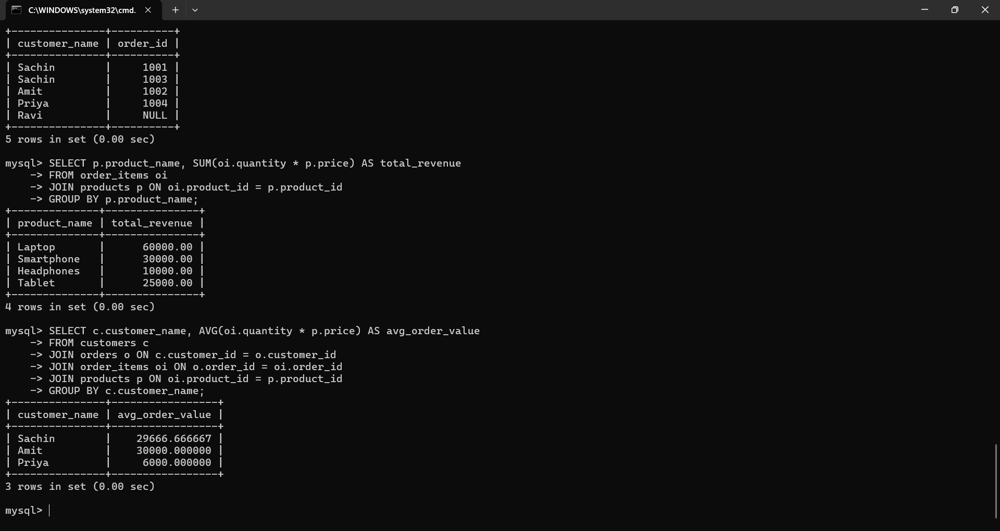 C:\WINDOWS\system32\cmd.
+---------------+----------+
| customer_name | order_id |
+---------------+----------+
| Sachin        |     1001 |
| Sachin        |     1003 |
| Amit          |     1002 |
| Priya         |     1004 |
| Ravi          |     NULL |
+---------------+----------+
5 rows in set (0.00 sec)

mysql> SELECT p.product_name, SUM(oi.quantity * p.price) AS total_revenue
    -> FROM order_items oi
    -> JOIN products p ON oi.product_id = p.product_id
    -> GROUP BY p.product_name;
+--------------+---------------+
| product_name | total_revenue |
+--------------+---------------+
| Laptop       |      60000.00 |
| Smartphone   |      30000.00 |
| Headphones   |      10000.00 |
| Tablet       |      25000.00 |
+--------------+---------------+
4 rows in set (0.00 sec)

mysql> SELECT c.customer_name, AVG(oi.quantity * p.price) AS avg_order_value
    -> FROM customers c
    -> JOIN orders o ON c.customer_id = o.customer_id
    -> JOIN order_items oi ON o.order_id = oi.order_id
    -> JOIN products p ON oi.product_id = p.product_id
    -> GROUP BY c.customer_name;
+---------------+-----------------+
| customer_name | avg_order_value |
+---------------+-----------------+
| Sachin        |    29666.666667 |
| Amit          |    30000.000000 |
| Priya         |     6000.000000 |
+---------------+-----------------+
3 rows in set (0.00 sec)

mysql>